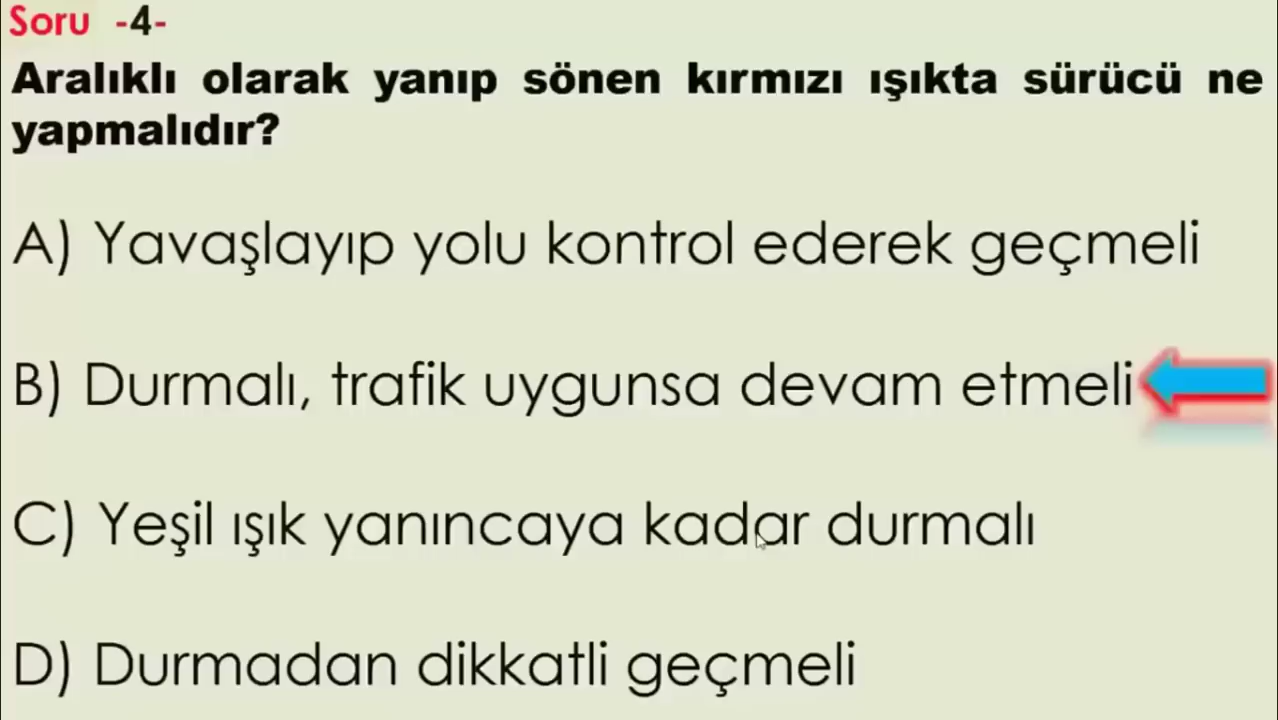 Soru -4-
Aralıklı olarak yanıp sönen kırmızı ışıkta sürücü ne
yapmalıdır?
A) Yavaşlayıp yolu kontrol ederek geçmeli
B) Durmalı, trafik uygunsa devam etmeli
C) Yeşil ışık yanıncaya kadar durmalı
D) Durmadan dikkatli geçmeli